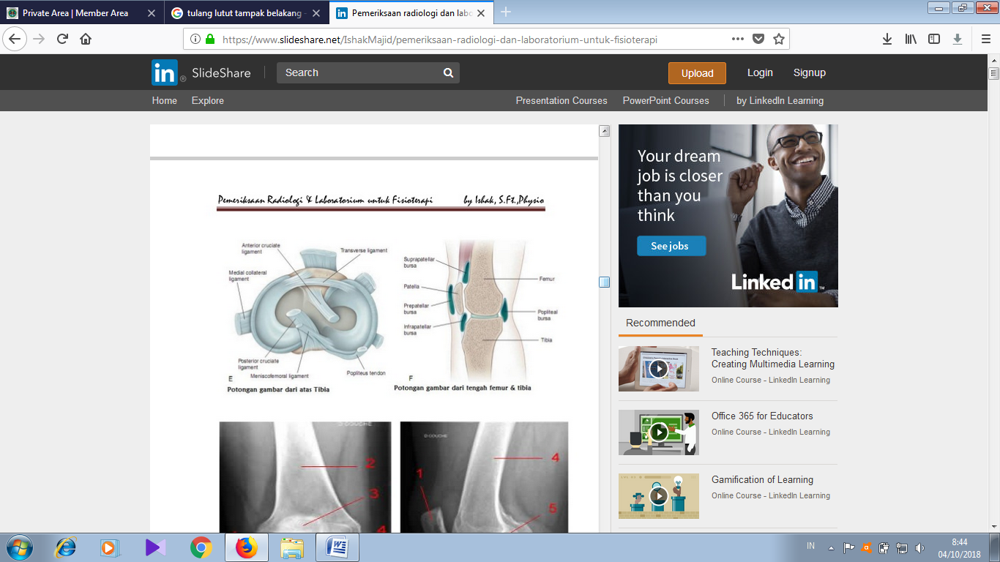 Private Area | Member Area
tulang lutut tampak belakang -
Pemeriksaan radiologi dan labo
https://www.slideshare.net/IshakMajid/pemeriksaan-radiologi-dan-laboratorium-untuk-fisioterapi
in SlideShare
Search
Upload
Login
Signup
Home
Explore
Presentation Courses
PowerPoint Courses
by LinkedIn Learning
Pemeriksaan Radiologi & Laboratorium untuk Fisioterapi by Ishak, S.Ft.,Physio
Anterior cruciate
ligament
Transverse ligament
Medial collateral
ligament
Posterior cruciate
ligament
Meniscofemoral ligament
Popliteus tendon
E
Potongan gambar dari atas Tibia
Suprapatellar
bursa
Femur
Patella
Prepatellar
bursa
Popliteal
bursa
Infrapatellar
bursa
Tibia
F
Potongan gambar dari tengah femur & tibia
D COUCHE
2
3
4
D COUCHE
1
4
5
Your dream
job is closer
than you
think
See jobs
Linked in
TM
Recommended
Teaching Techniques:
Creating Multimedia Learning
Online Course - LinkedIn Learning
Office 365 for Educators
Online Course - LinkedIn Learning
Gamification of Learning
Online Course - LinkedIn Learning
IN
8:44
04/10/2018